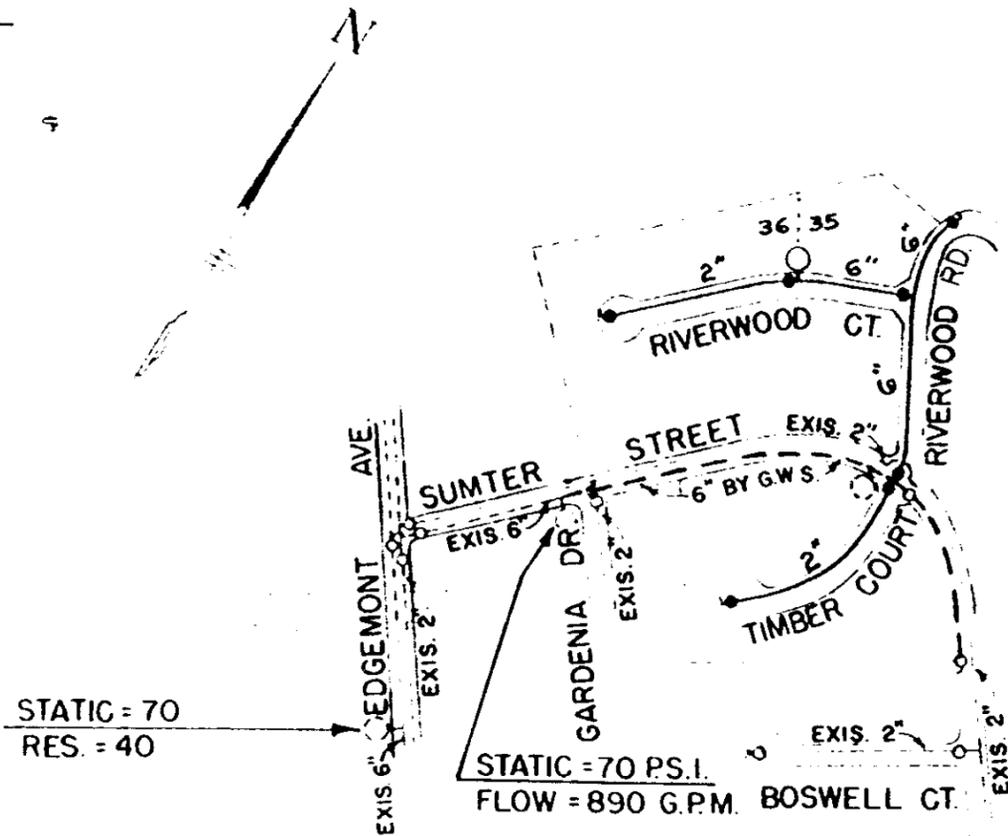 N
36 35
2"
6"
6"
RIVERWOOD CT.
6"
RIVERWOOD RD.
EDGEMONT AVE.
SUMTER STREET
EXIS. 2"
6" BY G.W.S.
EXIS. 6"
GARDENIA DR.
EXIS. 2"
EXIS. 2"
2"
TIMBER COURT
STATIC = 70
RES. = 40
EXIS. 6"
STATIC = 70 P.S.I.
FLOW = 890 G.P.M.
EXIS. 2"
BOSWELL CT.
EXIS. 2"